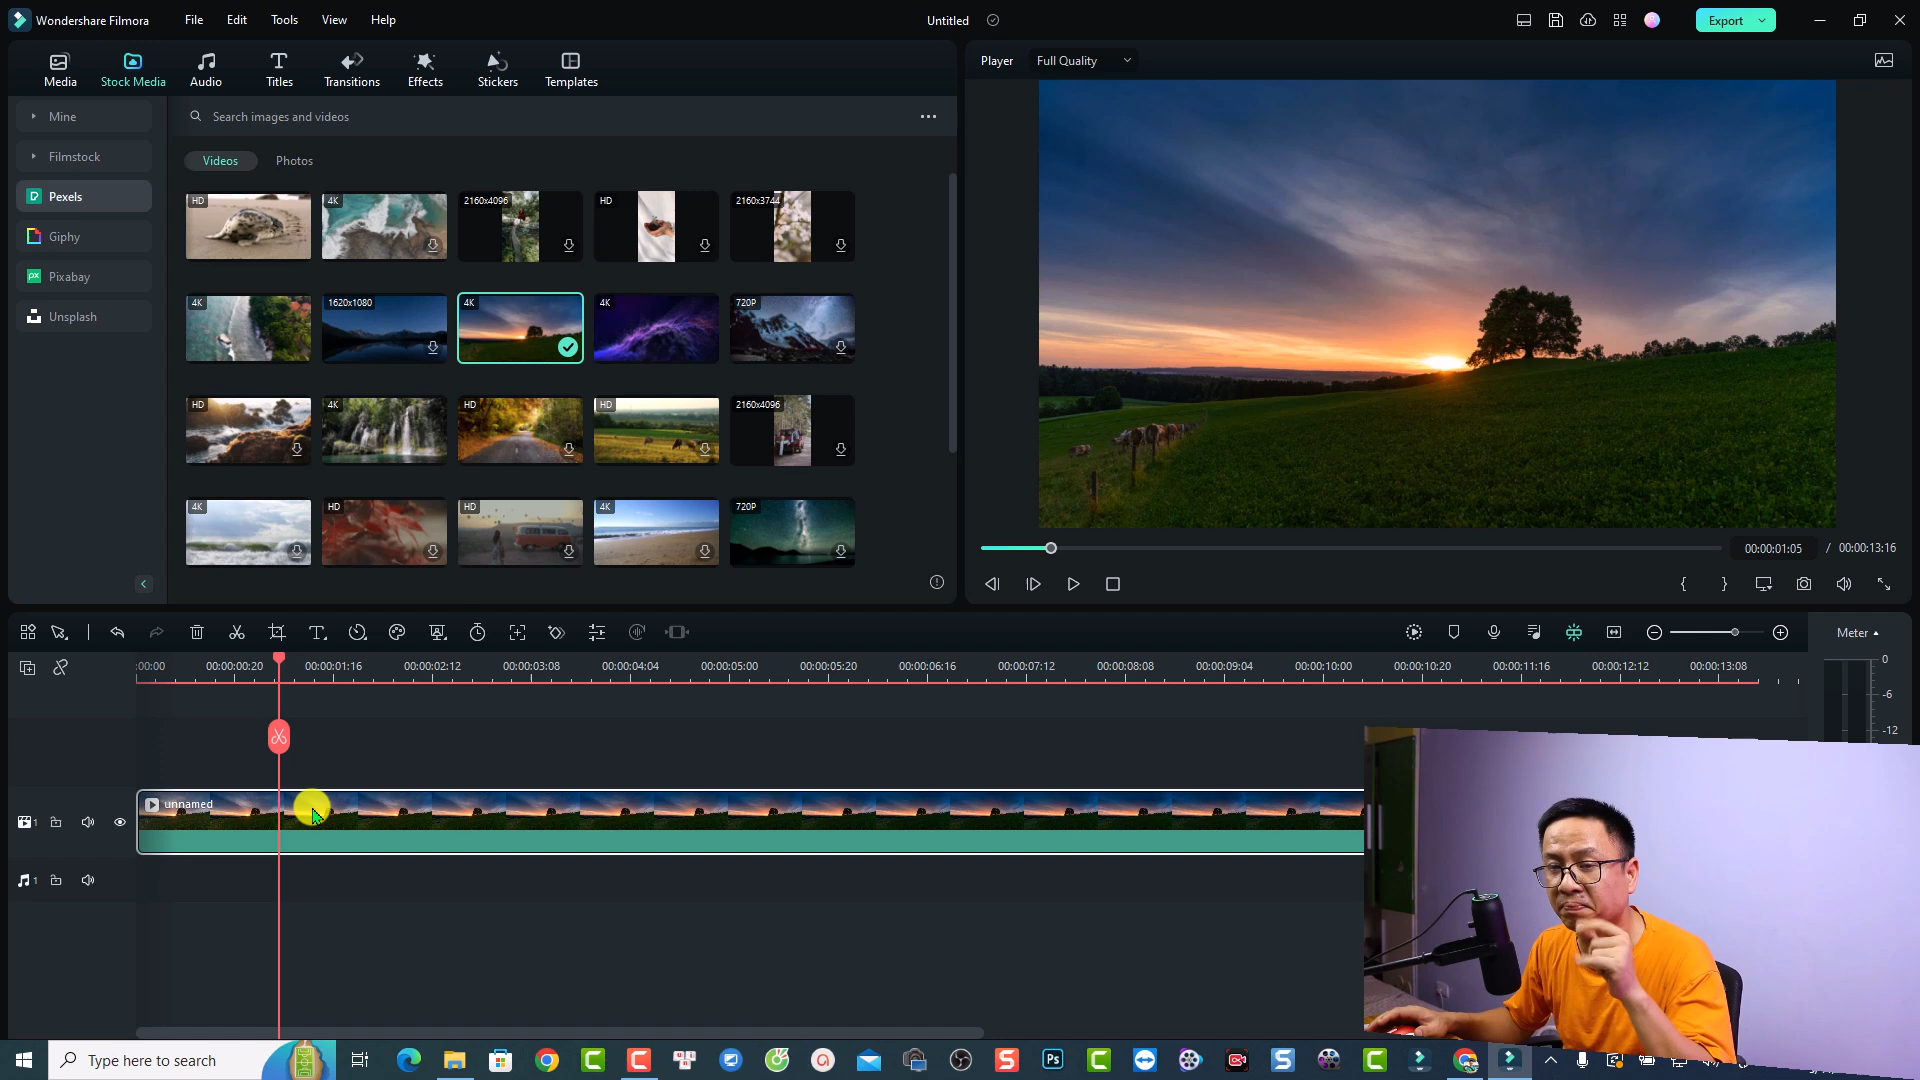 Wondershare Filmora
File
Edit
Tools
View
Help
Untitled
Export
Media
Stock Media
Audio
Titles
Transitions
Effects
Stickers
Templates
Player
Full Quality
Mine
Filmstock
Pexels
Giphy
Pixabay
Unsplash
Search images and videos
Videos
Photos
HD
4K
2160x4096
HD
2160x3744
4K
1620x1080
4K
4K
720P
HD
4K
HD
HD
2160x4096
4K
HD
HD
4K
720P
00:00:01:05 / 00:00:13:16
Meter
:00:00
00:00:00:20
00:00:01:16
00:00:02:12
00:00:03:08
00:00:04:04
00:00:05:00
00:00:05:20
00:00:06:16
00:00:07:12
00:00:08:08
00:00:09:04
00:00:10:00
00:00:10:20
00:00:11:16
00:00:12:12
00:00:13:08
0
-6
-12
unnamed
1
1
Type here to search
Ps